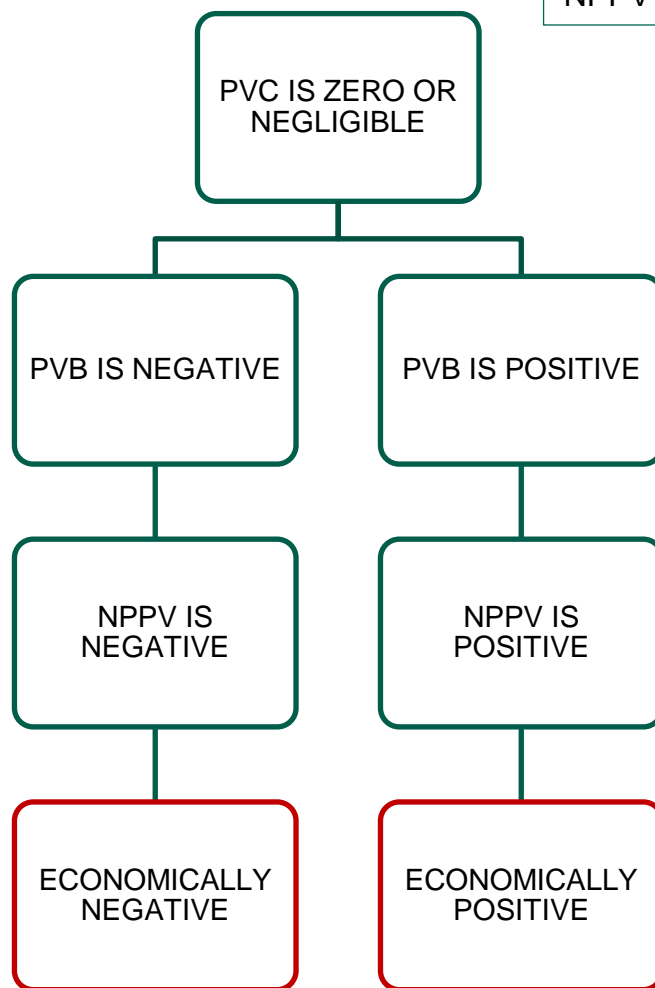 PVC IS ZERO OR
NEGLIGIBLE
PVB IS NEGATIVE
PVB IS POSITIVE
NPPV IS
NEGATIVE
NPPV IS
POSITIVE
ECONOMICALLY
NEGATIVE
ECONOMICALLY
POSITIVE